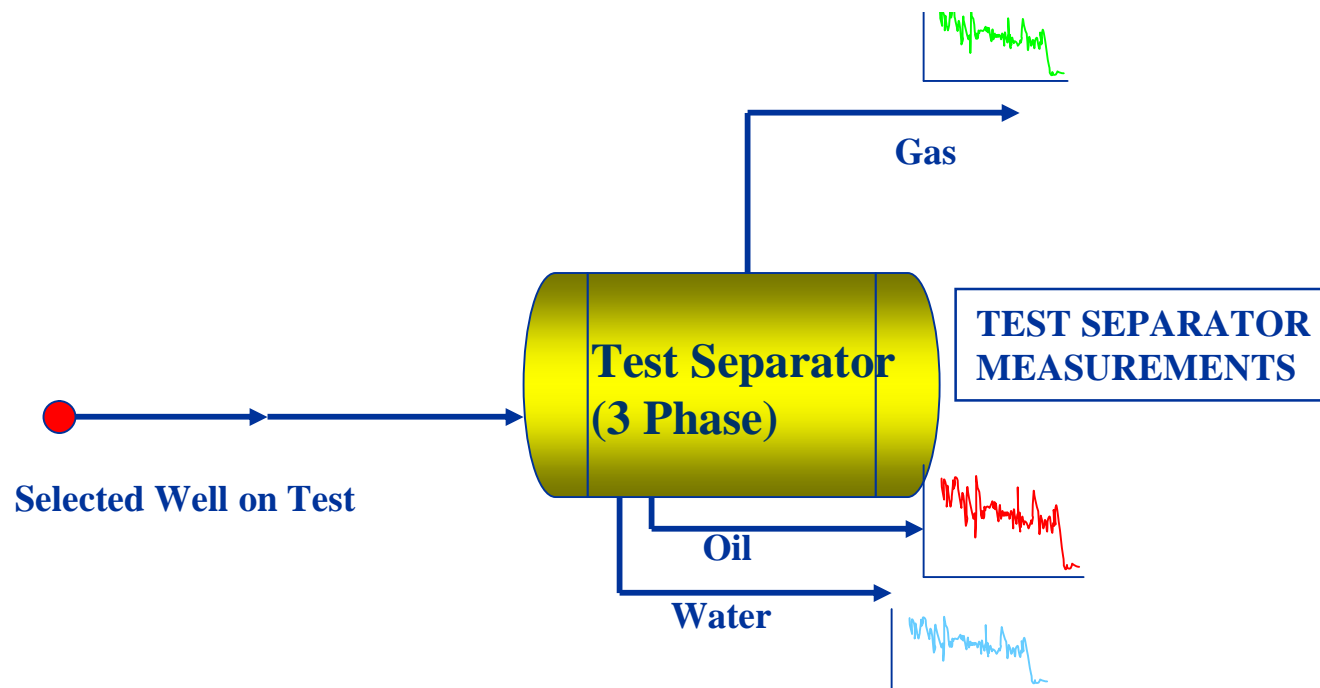 Gas
TEST SEPARATOR
MEASUREMENTS
Test Separator
(3 Phase)
Selected Well on Test
Oil
Water